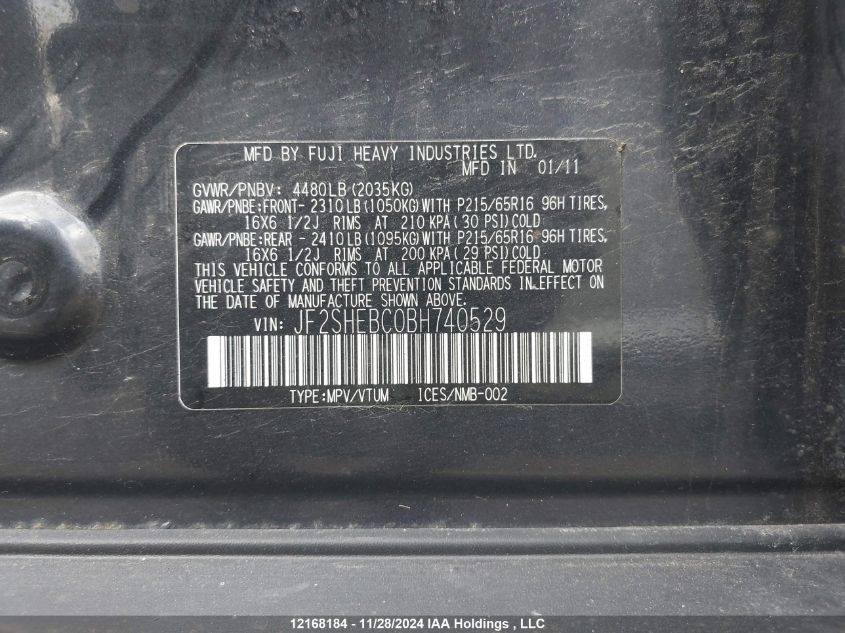 MFD BY FUJI HEAVY INDUSTRIES LTD.
MFD IN 01/11
GVWR/PNBV: 4480LB(2035KG)
GAWR/PNBE:FRONT- 2310LB(1050KG)WITH P215/65R16 96H TIRES,
16X6 1/2J RIMS AT 210 KPA(30 PSI)COLD
GAWR/PNBE:REAR - 2410LB(1095KG)WITH P215/65R16 96H TIRES,
16X6 1/2J RIMS AT 200 KPA(29 PSI)COLD
THIS VEHICLE CONFORMS TO ALL APPLICABLE FEDERAL MOTOR
VEHICLE SAFETY AND THEFT PREVENTION STANDARDS IN EFFECT
ON THE DATE OF MANUFACTURE SHOWN ABOVE.
VIN: JF2SHEBC0BH740529
TYPE:MPV/VTUM ICES/NMB-002
12168184 - 11/28/2024 IAA Holdings , LLC